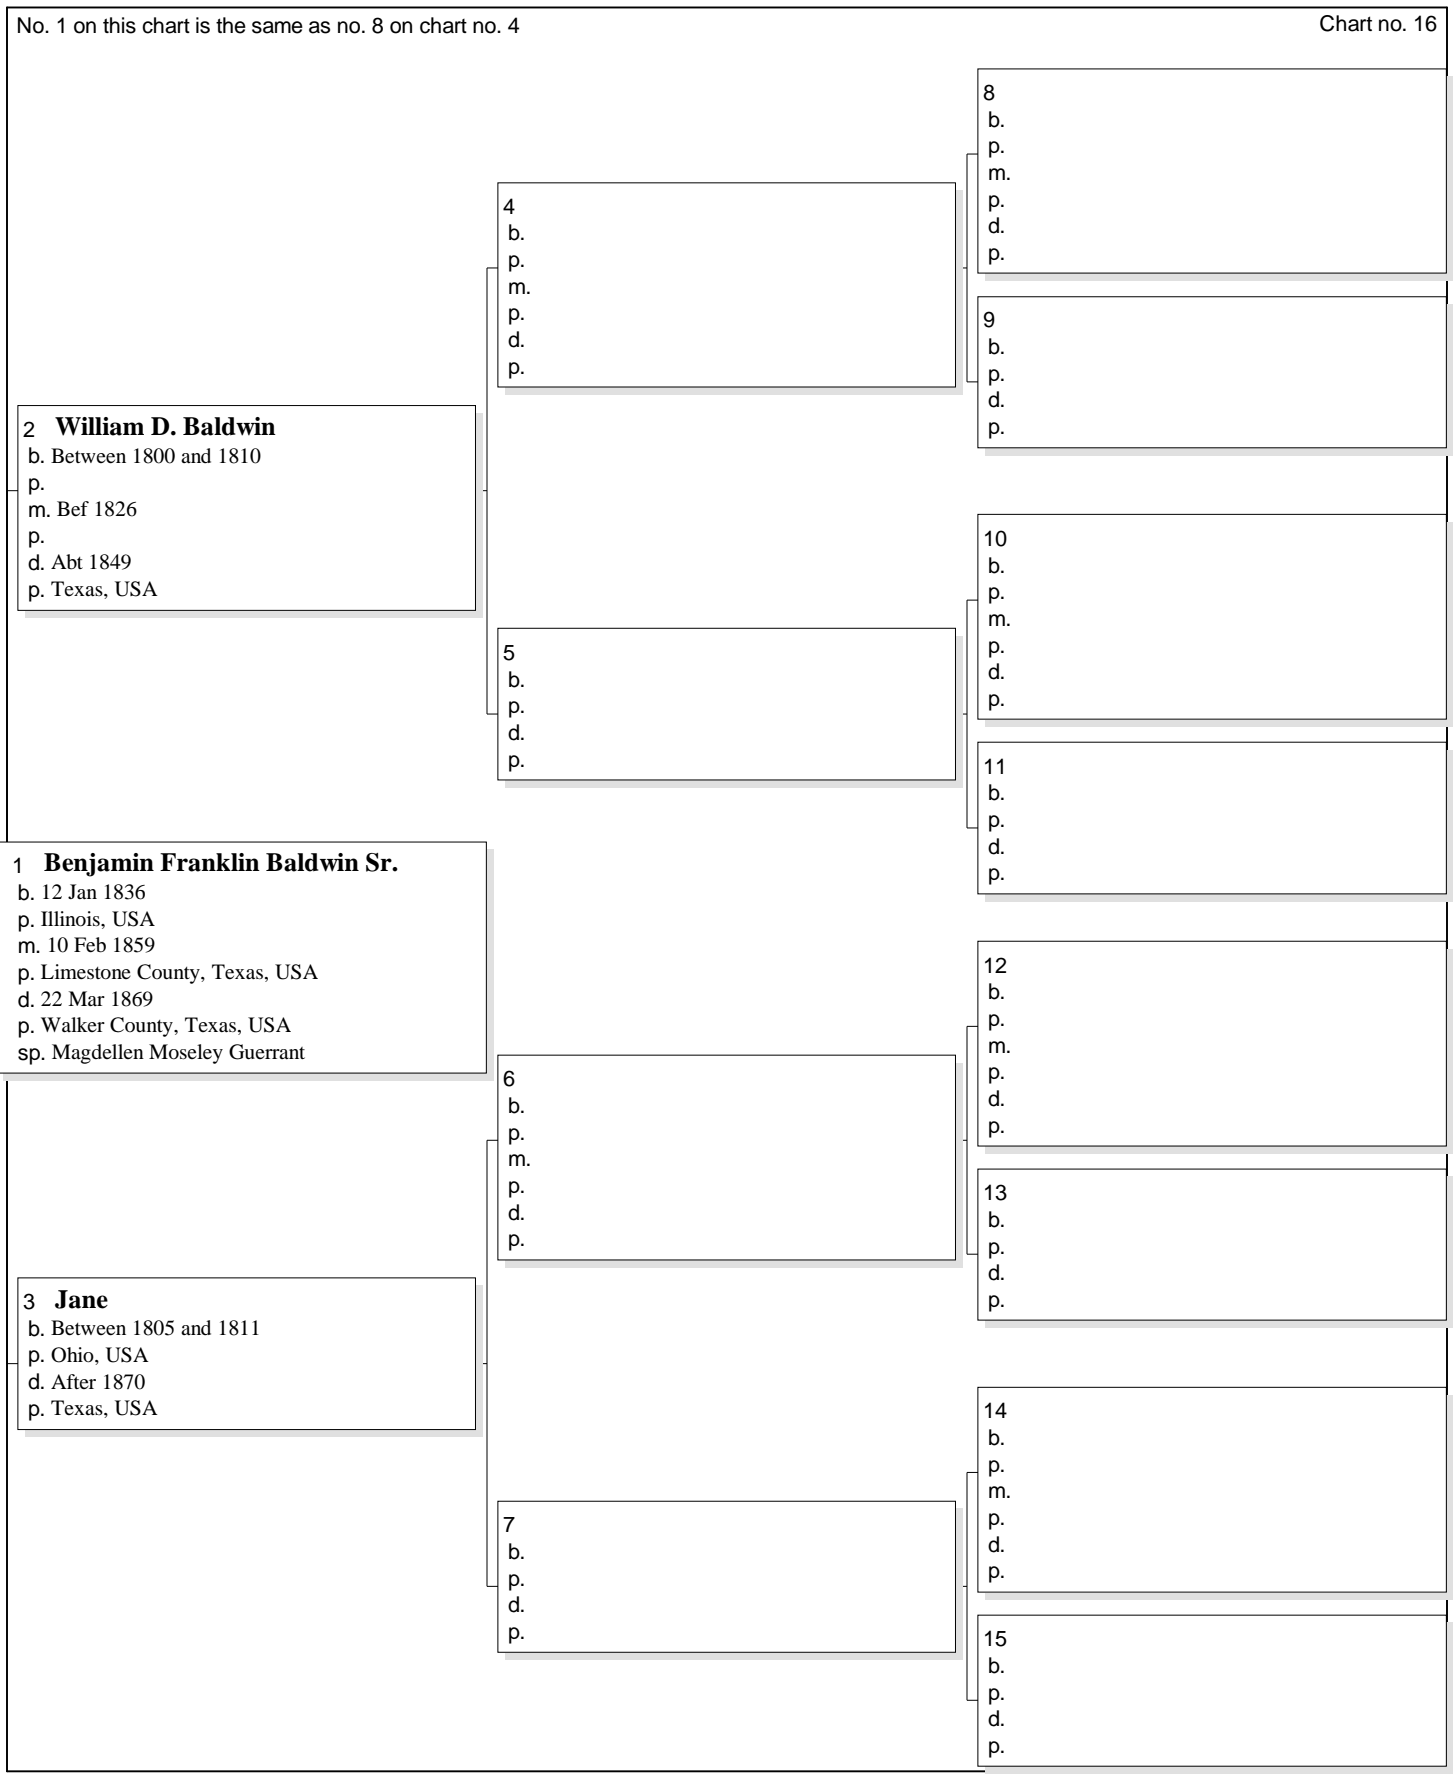 No. 1 on this chart is the same as no. 8 on chart no. 4
Chart no. 16
8
b.
p.
m.
p.
d.
p.
4
b.
p.
m.
p.
d.
p.
9
b.
p.
d.
p.
2 William D. Baldwin
b. Between 1800 and 1810
p.
m. Bef 1826
p.
d. Abt 1849
p. Texas, USA
10
b.
p.
m.
p.
d.
p.
5
b.
p.
d.
p.
11
b.
p.
d.
p.
1 Benjamin Franklin Baldwin Sr.
b. 12 Jan 1836
p. Illinois, USA
m. 10 Feb 1859
p. Limestone County, Texas, USA
d. 22 Mar 1869
p. Walker County, Texas, USA
sp. Magdellen Moseley Guerrant
12
b.
p.
m.
p.
d.
p.
6
b.
p.
m.
p.
d.
p.
13
b.
p.
d.
p.
3 Jane
b. Between 1805 and 1811
p. Ohio, USA
d. After 1870
p. Texas, USA
14
b.
p.
m.
p.
d.
p.
7
b.
p.
d.
p.
15
b.
p.
d.
p.